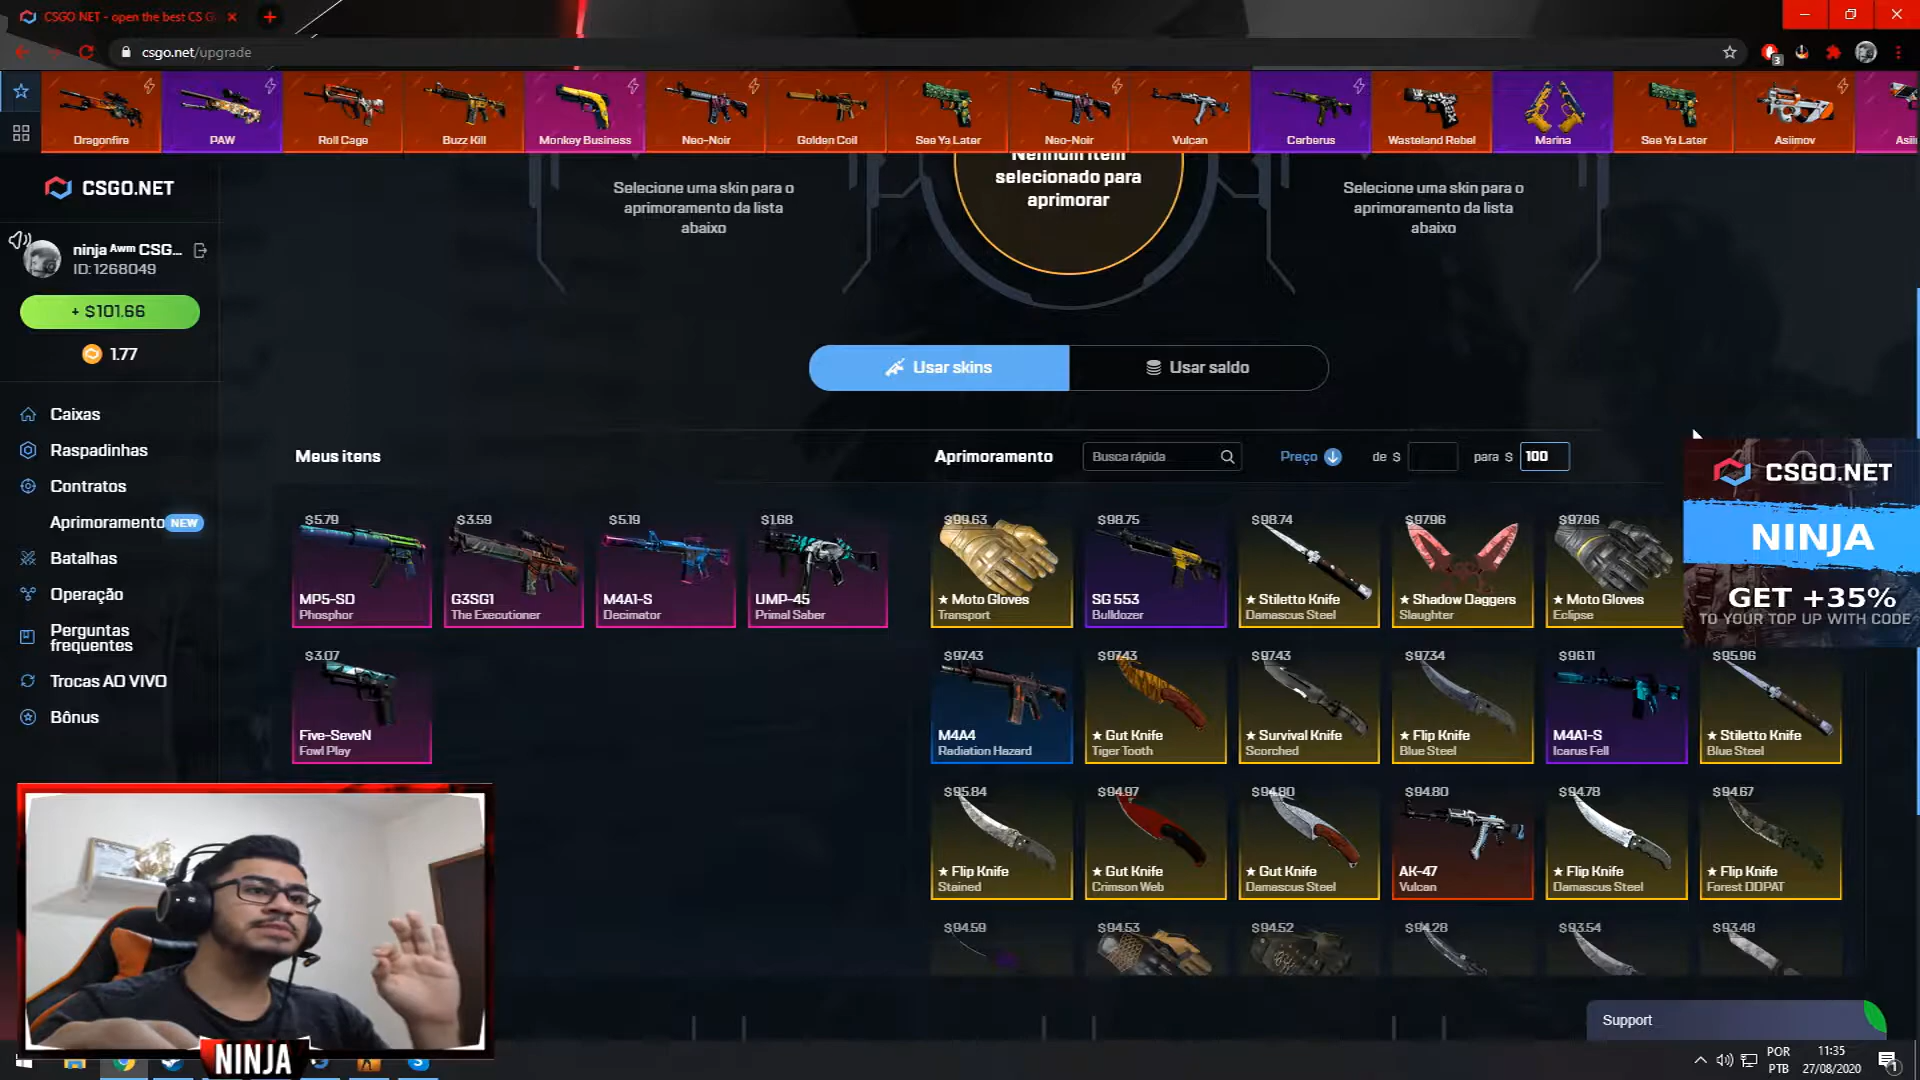 CSGO.NET - open the best CS G
csgo.net/upgrade
3
Dragonfire
PAW
Roll Cage
Buzz Kill
Monkey Business
Neo-Noir
Golden Coil
See Ya Later
Neo-Noir
Vulcan
Cerberus
Wasteland Rebel
Marina
See Ya Later
Asiimov
Asii
CSGO.NET
ninja Awm CSG...
ID: 1268049
+ $101.66
1.77
Caixas
Raspadinhas
Contratos
Aprimoramento NEW
Batalhas
Operação
Perguntas
frequentes
Trocas AO VIVO
Bônus
Selecione uma skin para o
aprimoramento da lista
abaixo
Nenhum item
selecionado para
aprimorar
Selecione uma skin para o
aprimoramento da lista
abaixo
Usar skins
Usar saldo
Meus itens
Aprimoramento
Busca rápida
Preço
de $
para $ 100
$5.79
MP5-SD
Phosphor
$3.59
G3SG1
The Executioner
$5.19
M4A1-S
Decimator
$1.68
UMP-45
Primal Saber
$3.07
Five-SeveN
Fowl Play
$99.63
★ Moto Gloves
Transport
$98.75
SG 553
Bulldozer
$98.74
★ Stiletto Knife
Damascus Steel
$97.96
★ Shadow Daggers
Slaughter
$97.96
★ Moto Gloves
Eclipse
$97.43
M4A4
Radiation Hazard
$97.43
★ Gut Knife
Tiger Tooth
$97.43
★ Survival Knife
Scorched
$97.34
★ Flip Knife
Blue Steel
$96.11
M4A1-S
Icarus Fell
$95.96
★ Stiletto Knife
Blue Steel
$95.84
★ Flip Knife
Stained
$94.97
★ Gut Knife
Crimson Web
$94.80
★ Gut Knife
Damascus Steel
$94.80
AK-47
Vulcan
$94.78
★ Flip Knife
Damascus Steel
$94.67
★ Flip Knife
Forest DDPAT
$94.59
$94.53
$94.52
$94.28
$93.54
$93.48
CSGO.NET
NINJA
GET +35%
TO YOUR TOP UP WITH CODE
Support
NINJA
POR
PTB
11:35
27/08/2020
1